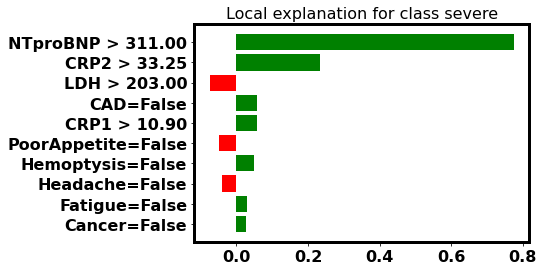 Local explanation for class severe
NTproBNP > 311.00
CRP2 > 33.25
LDH > 203.00
CAD=False
CRP1 > 10.90
PoorAppetite=False
Hemoptysis=False
Headache=False
Fatigue=False
Cancer=False
0.0 0.2 0.4 0.6 0.8